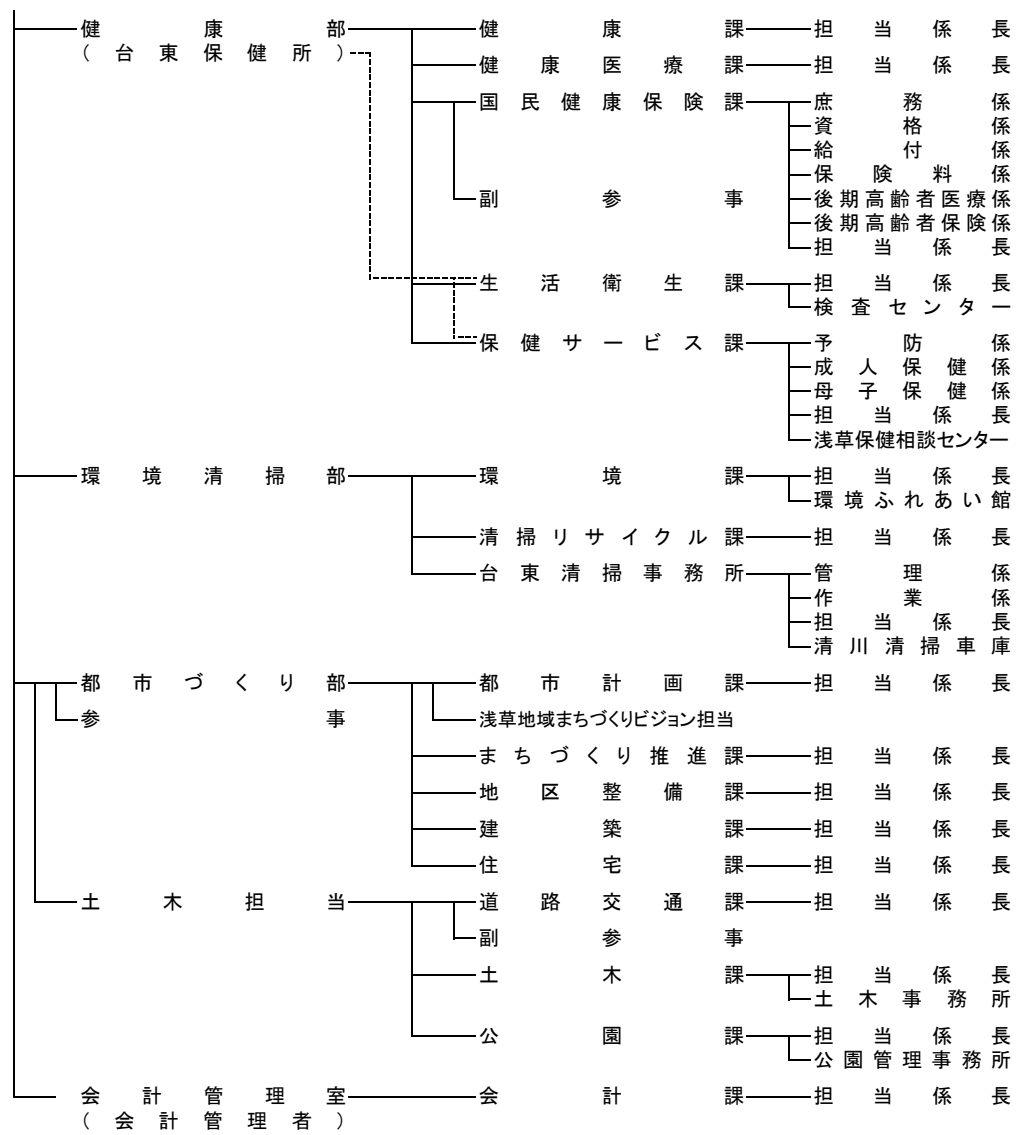 健康部 健康課 担当係長
(台東保健所)
健康医療課 担当係長
国民健康保険課 庶務係
資格係
給付係
保険料係
副参事 後期高齢者医療係
後期高齢者保険係
担当係長
生活衛生課 担当係長
検査センター
保健サービス課 予防係
成人保健係
母子保健係
担当係長
浅草保健相談センター
環境清掃部 環境課 担当係長
環境ふれあい館
清掃リサイクル課 担当係長
台東清掃事務所 管理係
作業係
担当係長
清川清掃車庫
都市づくり部 都市計画課 担当係長
参事 浅草地域まちづくりビジョン担当
まちづくり推進課 担当係長
地区整備課 担当係長
建築課 担当係長
住宅課 担当係長
土木担当 道路交通課 担当係長
副参事
土木課 担当係長
土木事務所
公園課 担当係長
公園管理事務所
会計管理室 会計課 担当係長
(会計管理者)